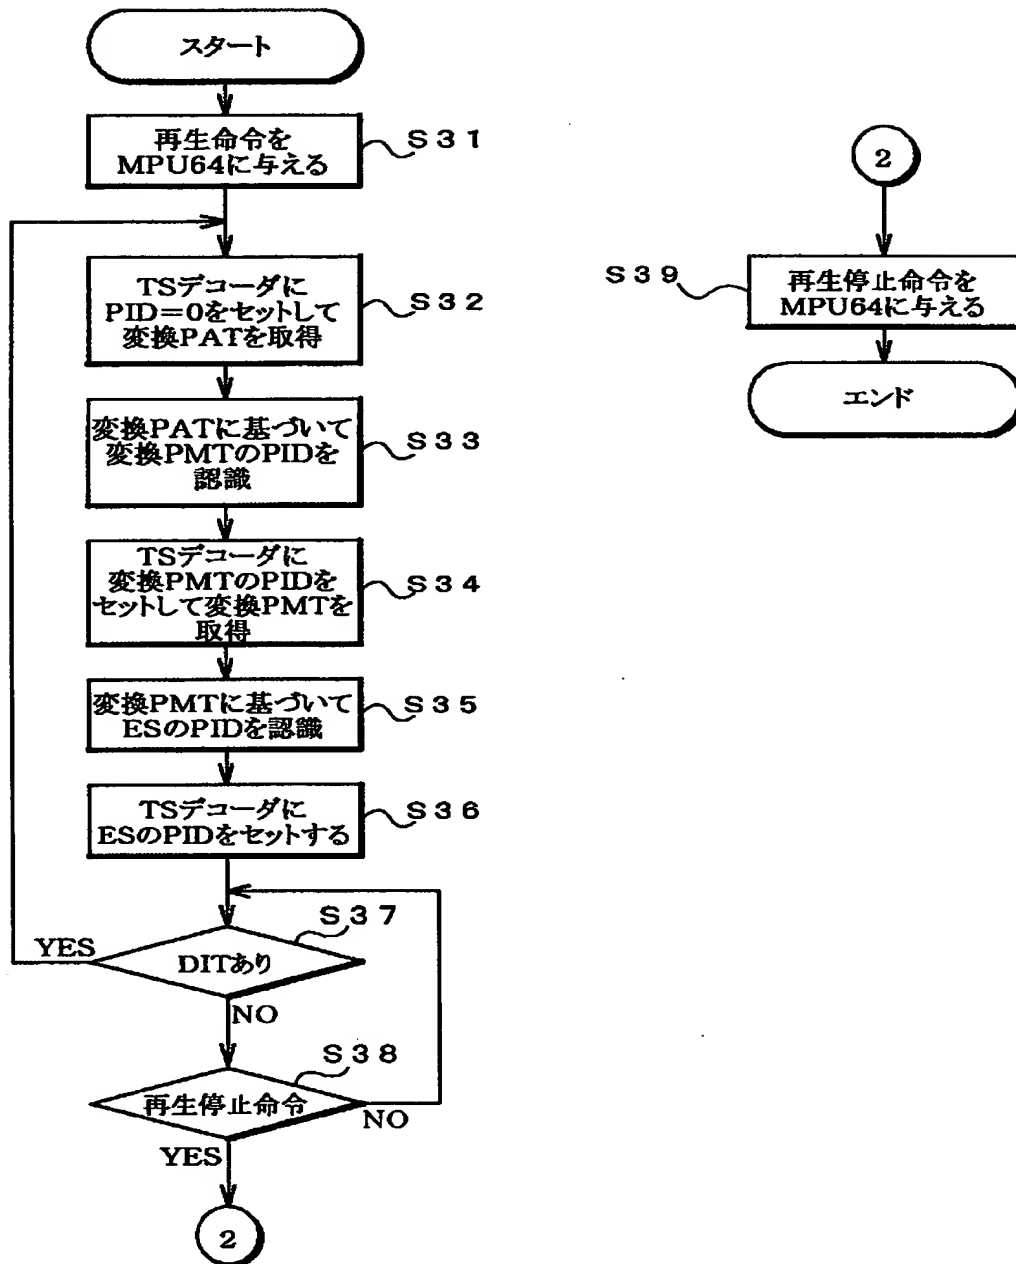 スタート
再生命令を
MPU64に与える
S31
TSデコーダに
PID=0をセットして
変換PATを取得
S32
変換PATに基づいて
変換PMTのPIDを
認識
S33
TSデコーダに
変換PMTのPIDを
セットして変換PMTを
取得
S34
変換PMTに基づいて
ESのPIDを認識
S35
TSデコーダに
ESのPIDをセットする
S36
S37
DITあり
YES
NO
S38
再生停止命令
NO
YES
2
2
S39
再生停止命令を
MPU64に与える
エンド